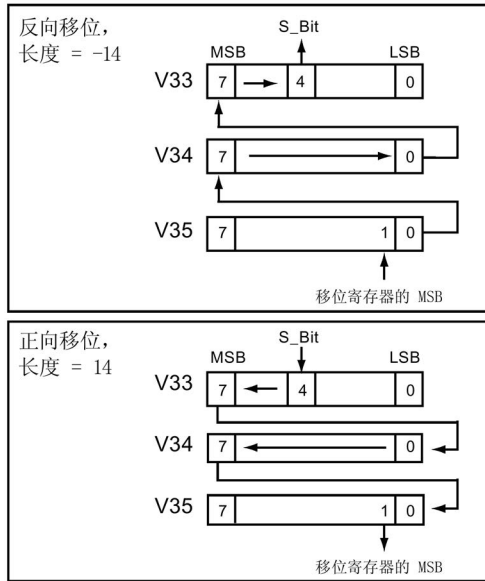 反向移位，
长度 = -14
S_Bit
MSB LSB
V33 7 4 0
V34 7 0
V35 7 1 0
移位寄存器的 MSB
正向移位，
长度 = 14
S_Bit
MSB LSB
V33 7 4 0
V34 7 0
V35 7 1 0
移位寄存器的 MSB